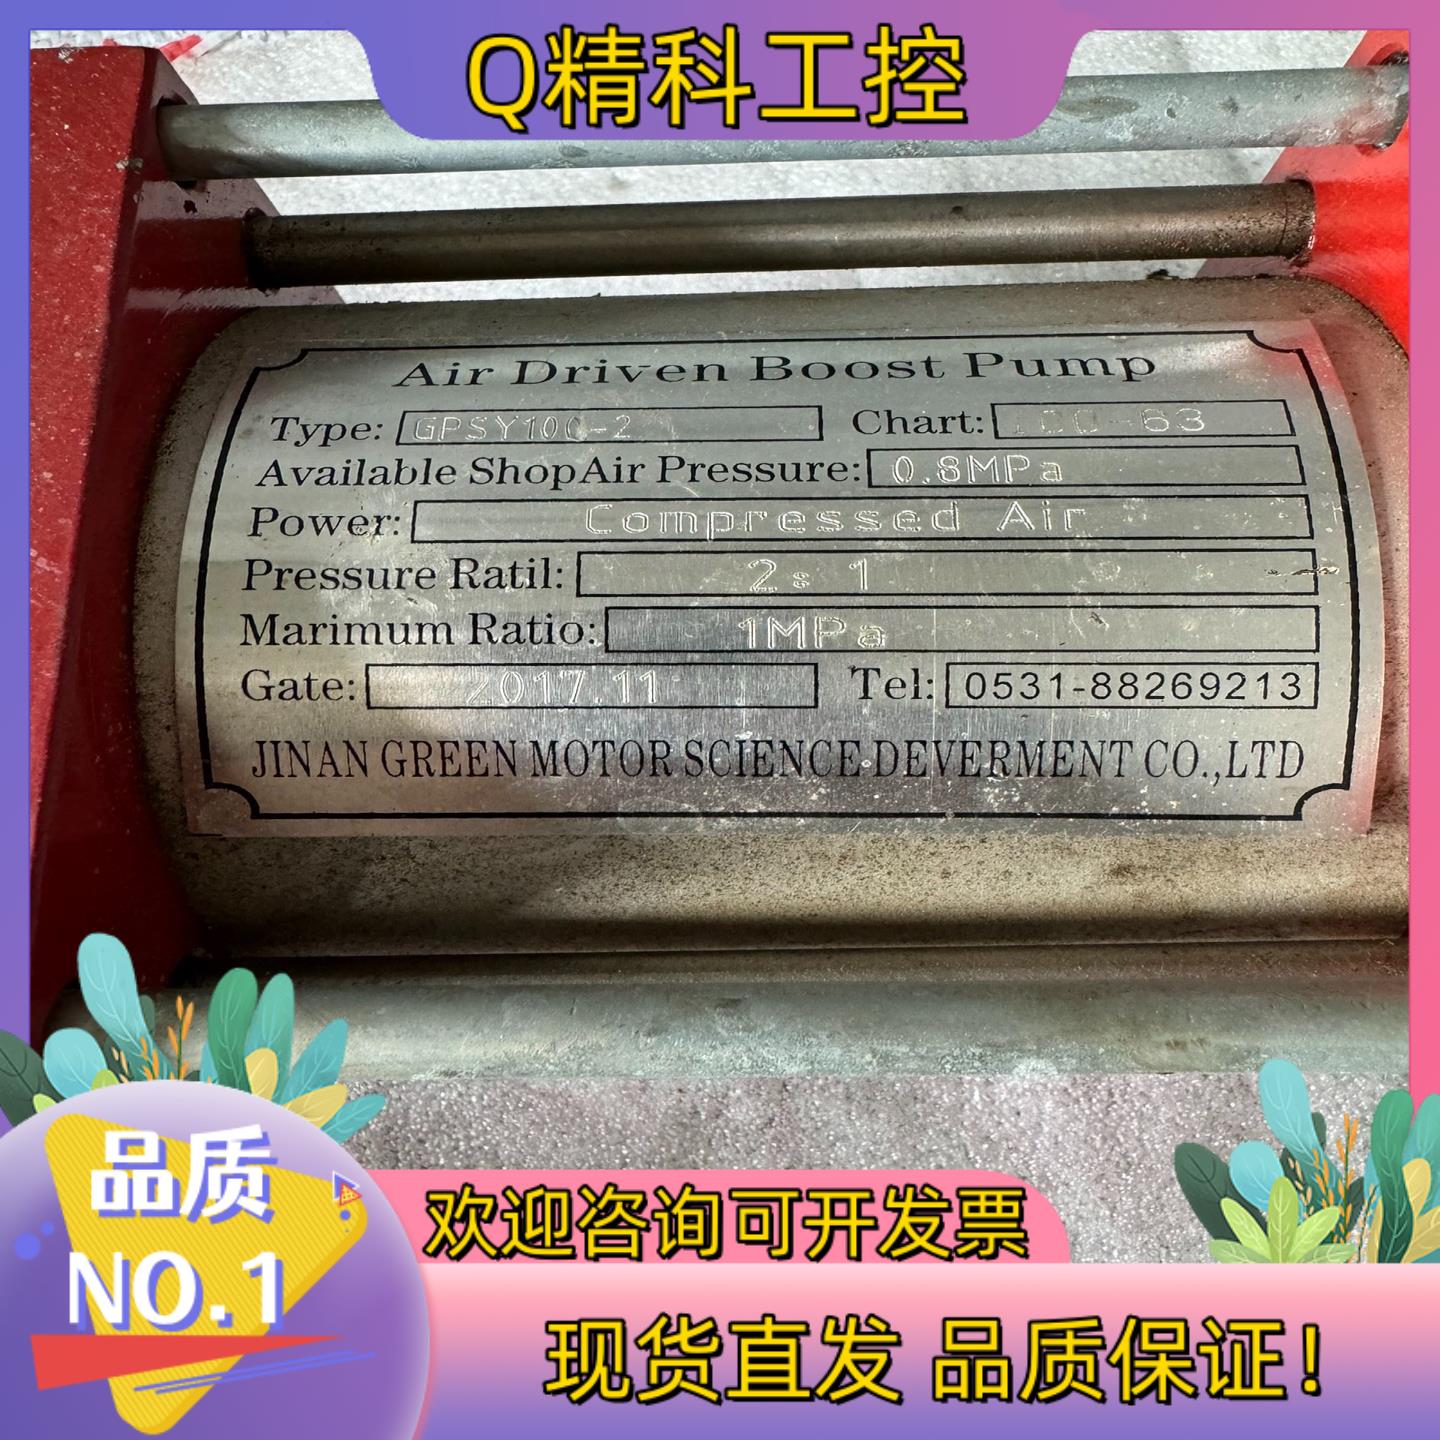 Q精科工控
Air Driven Boost Pump
Type: GPSY100-2 Chart: 100-63
Available ShopAir Pressure: 0.8MPa
Power: Compressed Air
Pressure Ratil: 2:1
Marimum Ratio: 1MPa
Gate: 2017.11 Tel: 0531-88269213
JINAN GREEN MOTOR SCIENCE DEVERMENT CO.,LTD
品质
NO.1
欢迎咨询可开发票
现货直发 品质保证!